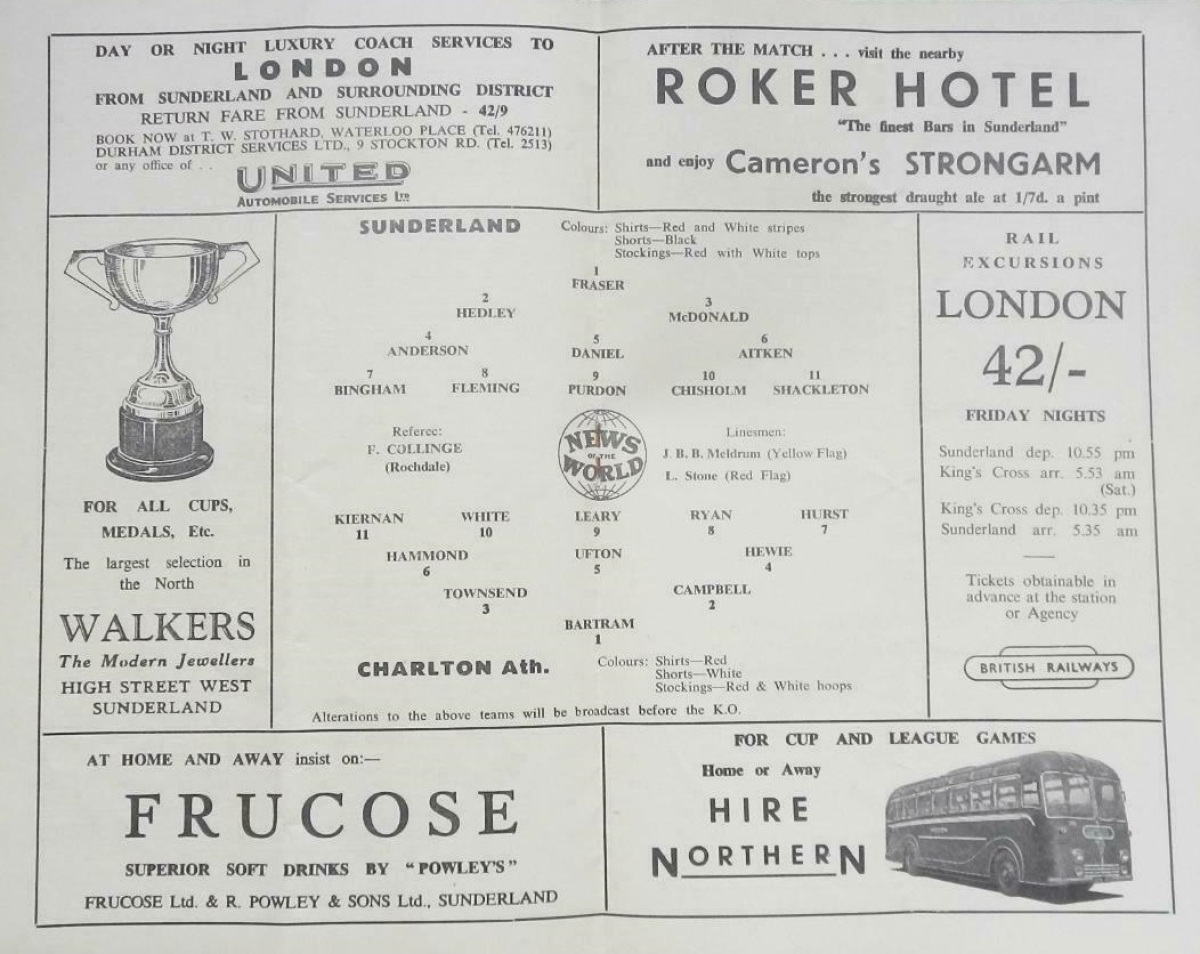 DAY OR NIGHT LUXURY COACH SERVICES TO
LONDON
FROM SUNDERLAND AND SURROUNDING DISTRICT
RETURN FARE FROM SUNDERLAND - 42/9
BOOK NOW at T. W. STOTHARD, WATERLOO PLACE (Tel. 476211)
DURHAM DISTRICT SERVICES LTD., 9 STOCKTON RD. (Tel. 2513)
or any office of . .
UNITED
AUTOMOBILE SERVICES LTD
AFTER THE MATCH . . . visit the nearby
ROKER HOTEL
"The finest Bars in Sunderland"
and enjoy Cameron's STRONGARM
the strongest draught ale at 1/7d. a pint
FOR ALL CUPS,
MEDALS, Etc.
The largest selection in
the North
WALKERS
The Modern Jewellers
HIGH STREET WEST
SUNDERLAND
SUNDERLAND
Colours: Shirts—Red and White stripes
Shorts—Black
Stockings—Red with White tops
1
FRASER
2 3
HEDLEY McDONALD
4 5 6
ANDERSON DANIEL AITKEN
7 8 9 10 11
BINGHAM FLEMING PURDON CHISHOLM SHACKLETON
Referee:
F. COLLINGE
(Rochdale)
NEWS
OF THE
WORLD
Linesmen:
J. B. B. Meldrum (Yellow Flag)
L. Stone (Red Flag)
KIERNAN WHITE LEARY RYAN HURST
11 10 9 8 7
HAMMOND UFTON HEWIE
6 5 4
TOWNSEND CAMPBELL
3 2
BARTRAM
1
CHARLTON Ath.
Colours: Shirts—Red
Shorts—White
Stockings—Red & White hoops
Alterations to the above teams will be broadcast before the K.O.
RAIL
EXCURSIONS
LONDON
42/-
FRIDAY NIGHTS
Sunderland dep. 10.55 pm
King's Cross arr. 5.53 am
(Sat.)
King's Cross dep. 10.35 pm
Sunderland arr. 5.35 am
Tickets obtainable in
advance at the station
or Agency
BRITISH RAILWAYS
AT HOME AND AWAY insist on:—
FRUCOSE
SUPERIOR SOFT DRINKS BY "POWLEY'S"
FRUCOSE Ltd. & R. POWLEY & SONS Ltd., SUNDERLAND
FOR CUP AND LEAGUE GAMES
Home or Away
HIRE
NORTHERN